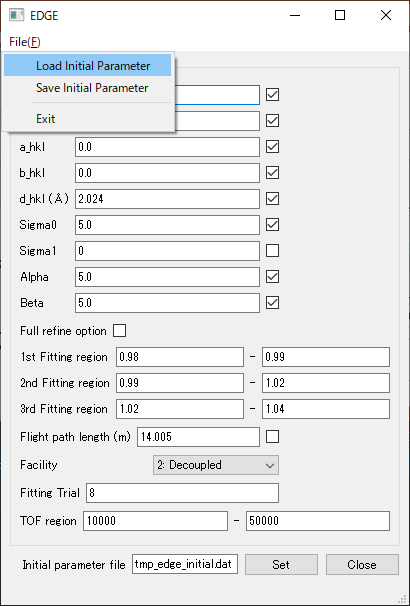 EDGE
File(F)
Load Initial Parameter
Save Initial Parameter
Exit
a_hkl 0.0
b_hkl 0.0
d_hkl (Å) 2.024
Sigma0 5.0
Sigma1 0
Alpha 5.0
Beta 5.0
Full refine option
1st Fitting region 0.98 - 0.99
2nd Fitting region 0.99 - 1.02
3rd Fitting region 1.02 - 1.04
Flight path length (m) 14.005
Facility 2: Decoupled
Fitting Trial 8
TOF region 10000 - 50000
Initial parameter file tmp_edge_initial.dat Set Close